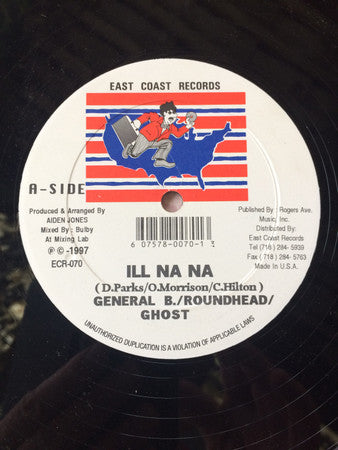 EAST COAST RECORDS
A-SIDE
Produced & Arranged By
AIDEN JONES
Mixed By: Bulby
At Mixing Lab
℗ © -1997
ECR-070
Published By: Rogers Ave.
Music, Inc.
Distributed By:
East Coast Records
Tel (718) 284- 5939
Fax (718) 284- 5763
Made In U.S.A.
6 07578-0070-1
ILL NA NA
(D.Parks/O.Morrison/C.Hilton)
GENERAL B./ROUNDHEAD/
GHOST
UNAUTHORIZED DUPLICATION IS A VIOLATION OF APPLICABLE LAWS